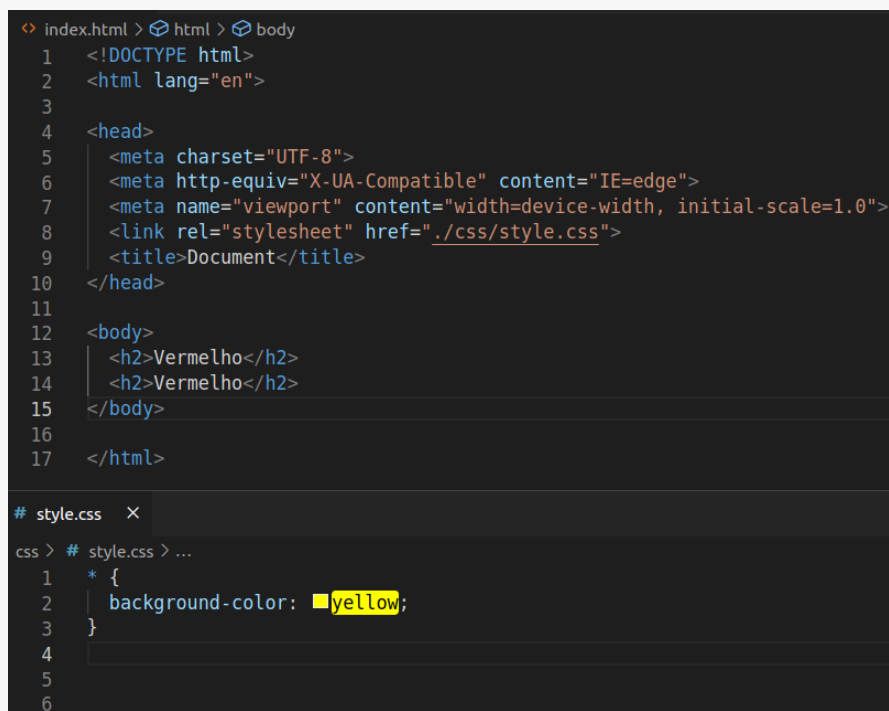 <> index.html > html > body
1 <!DOCTYPE html>
2 <html lang="en">
3
4 <head>
5 <meta charset="UTF-8">
6 <meta http-equiv="X-UA-Compatible" content="IE=edge">
7 <meta name="viewport" content="width=device-width, initial-scale=1.0">
8 <link rel="stylesheet" href="./css/style.css">
9 <title>Document</title>
10 </head>
11
12 <body>
13 <h2>Vermelho</h2>
14 <h2>Vermelho</h2>
15 </body>
16
17 </html>
# style.css ×
css > # style.css > ...
1 * {
2 background-color: yellow;
3 }
4
5
6